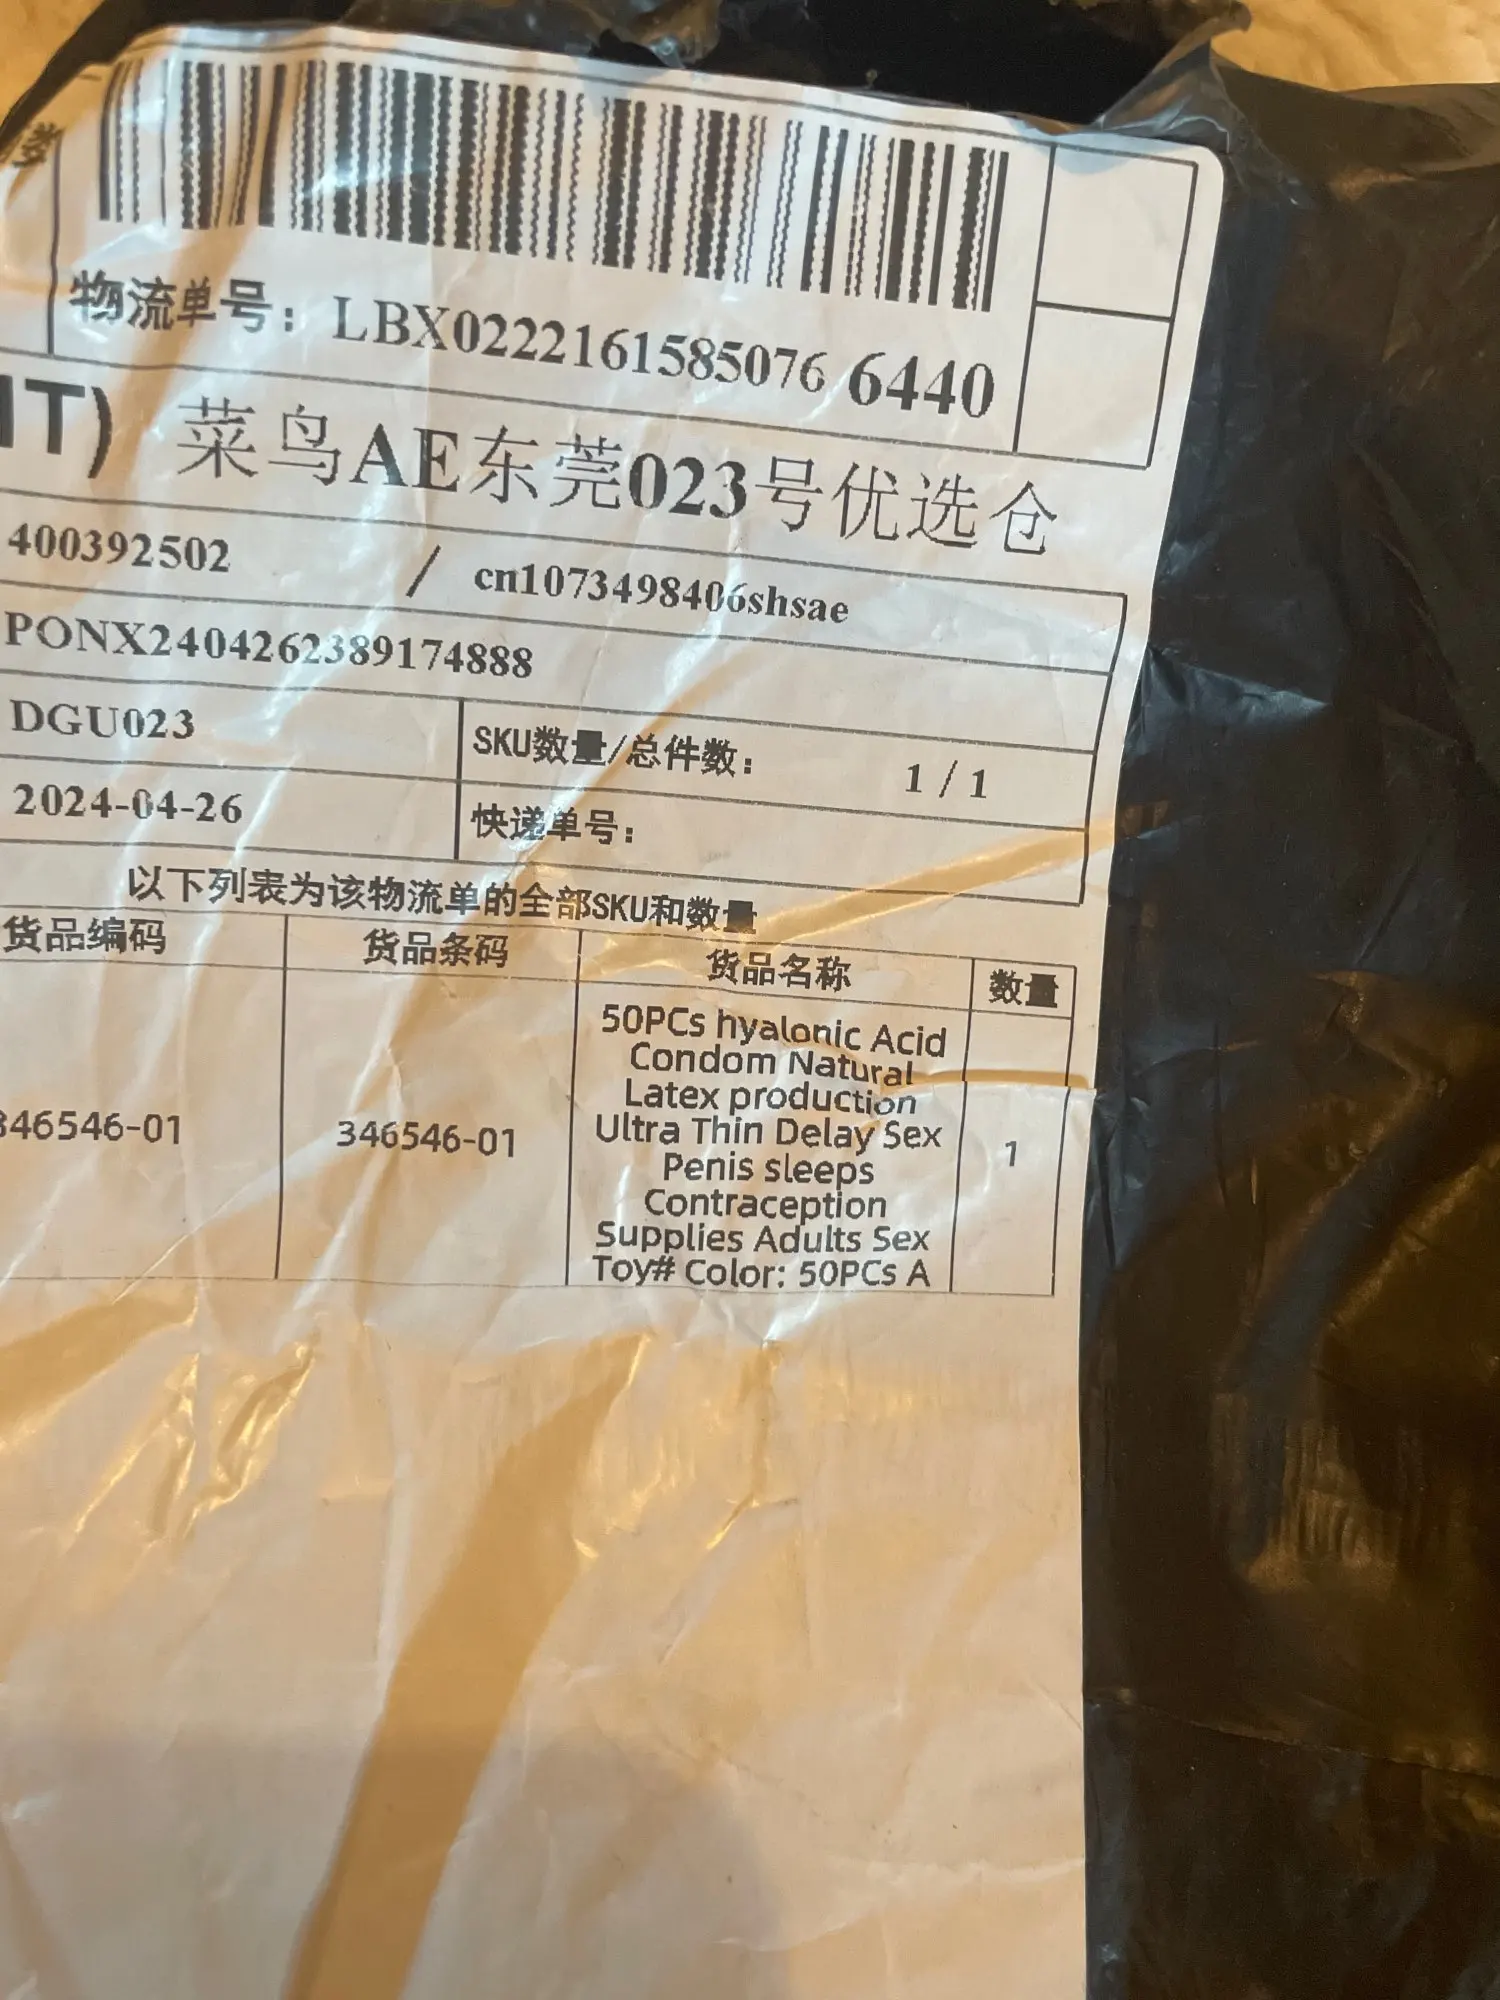 物流单号：LBX0222161585076 6440
IT) 菜鸟AE东莞023号优选仓
400392502 / cn1073498406shsae
PONX2404262389174888
DGU023 SKU数量/总件数： 1 / 1
2024-04-26 快递单号：
以下列表为该物流单的全部SKU和数量
货品编码 货品条码 货品名称 数量
50PCs hyalonic Acid
Condom Natural
Latex production
346546-01 346546-01 Ultra Thin Delay Sex 1
Penis sleeps
Contraception
Supplies Adults Sex
Toy# Color: 50PCs A